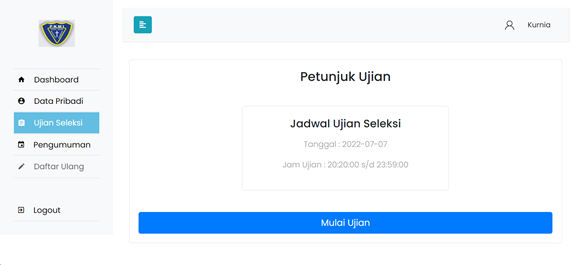 Kurnia
Dashboard
Data Pribadi
Ujian Seleksi
Pengumuman
Daftar Ulang
Logout
Petunjuk Ujian
Jadwal Ujian Seleksi
Tanggal : 2022-07-07
Jam Ujian : 20:20:00 s/d 23:59:00
Mulai Ujian